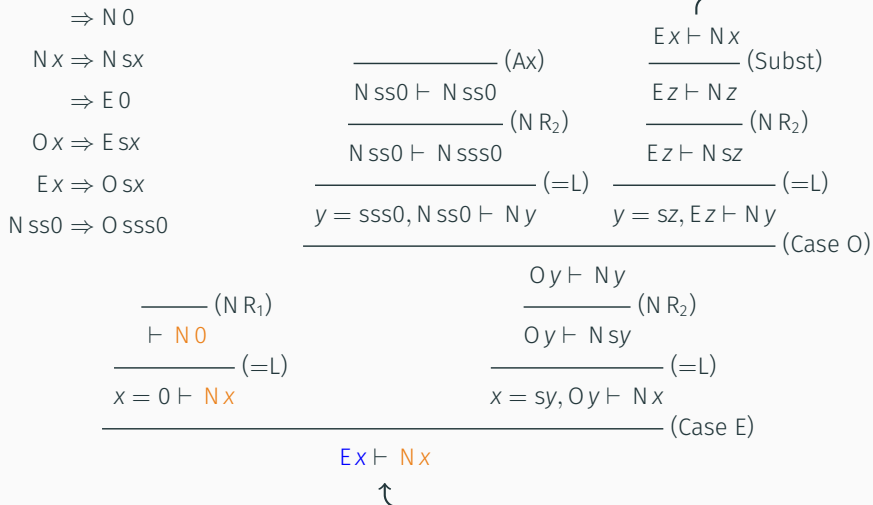 ⇒ N 0
N x ⇒ N sx
⇒ E 0
O x ⇒ E sx
E x ⇒ O sx
N ss0 ⇒ O sss0
E x ⊢ N x
(Ax)
(Subst)
N ss0 ⊢ N ss0
E z ⊢ N z
(N R₂)
(N R₂)
N ss0 ⊢ N sss0
E z ⊢ N sz
(=L)
(=L)
y = sss0, N ss0 ⊢ N y
y = sz, E z ⊢ N y
(Case O)
O y ⊢ N y
(N R₁)
(N R₂)
⊢ N 0
O y ⊢ N sy
(=L)
(=L)
x = 0 ⊢ N x
x = sy, O y ⊢ N x
(Case E)
E x ⊢ N x